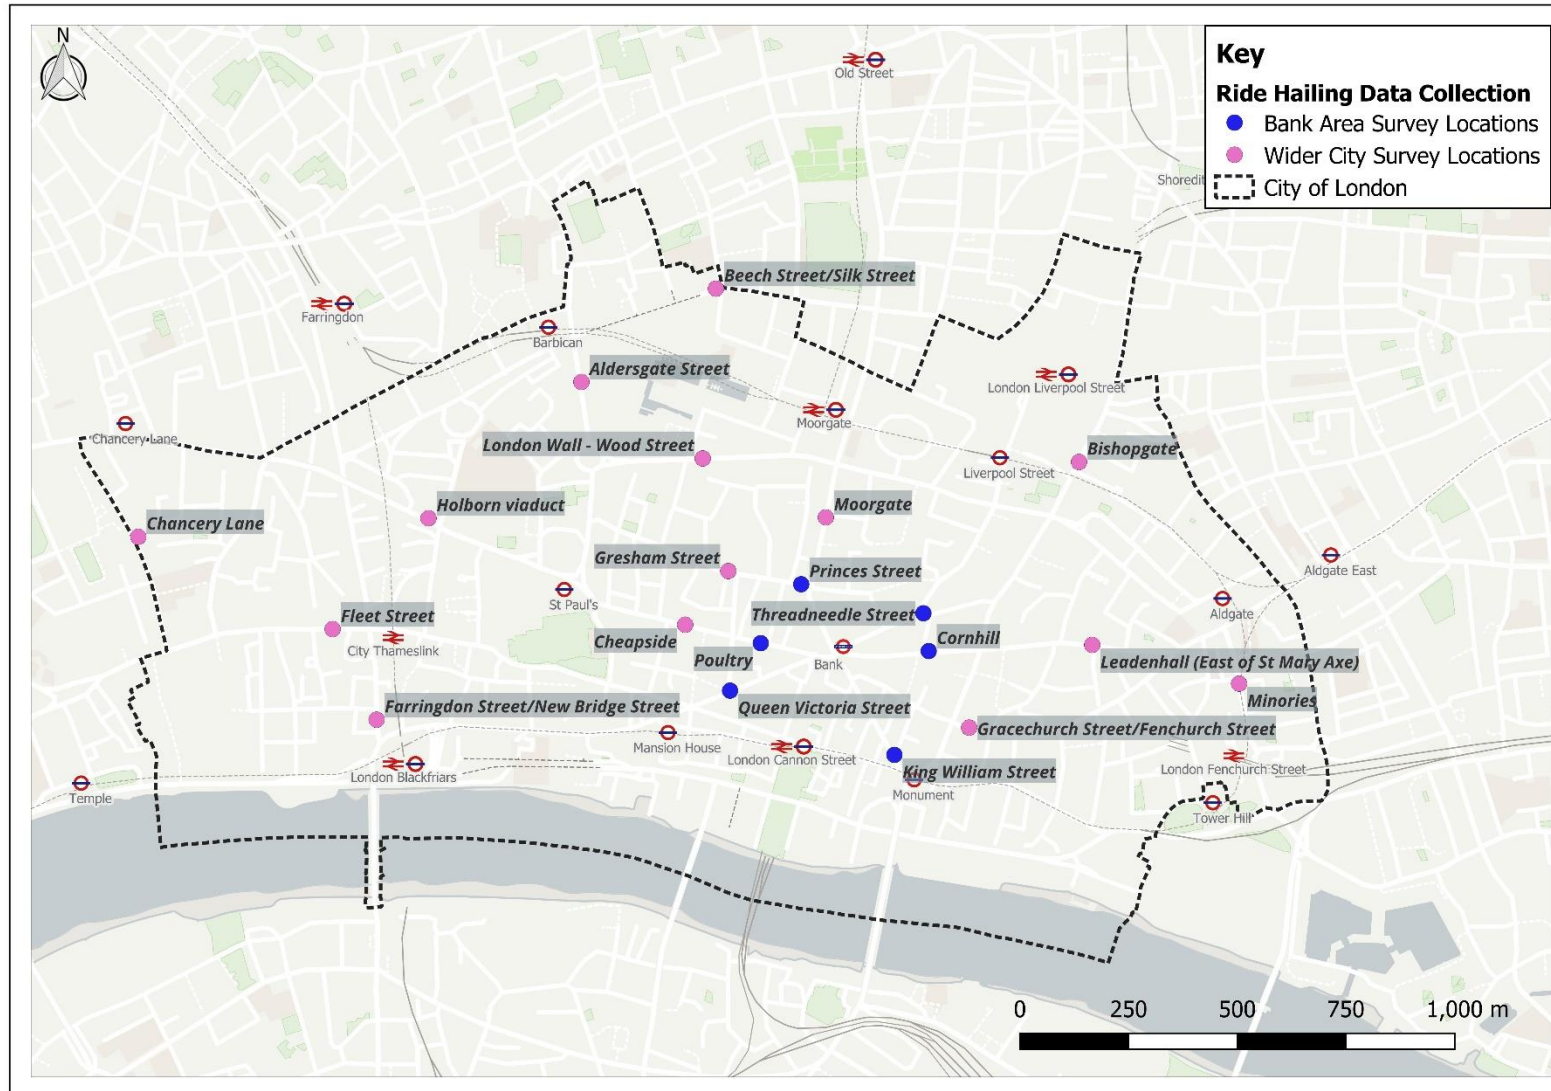 N
Key
Ride Hailing Data Collection
Bank Area Survey Locations
Wider City Survey Locations
City of London
Old Street
Shoredit
Beech Street/Silk Street
Farringdon
Barbican
Aldersgate Street
London Liverpool Street
Moorgate
Chancery Lane
London Wall - Wood Street
Bishopgate
Liverpool Street
Holborn viaduct
Moorgate
Chancery Lane
Gresham Street
Princes Street
Aldgate East
St Paul's
Aldgate
Fleet Street
Threadneedle Street
City Thameslink
Cheapside
Cornhill
Poultry
Bank
Leadenhall (East of St Mary Axe)
Minories
Farringdon Street/New Bridge Street
Queen Victoria Street
Gracechurch Street/Fenchurch Street
Mansion House
London Cannon Street
London Blackfriars
King William Street
London Fenchurch Street
Monument
Temple
Tower Hill
0 250 500 750 1,000 m